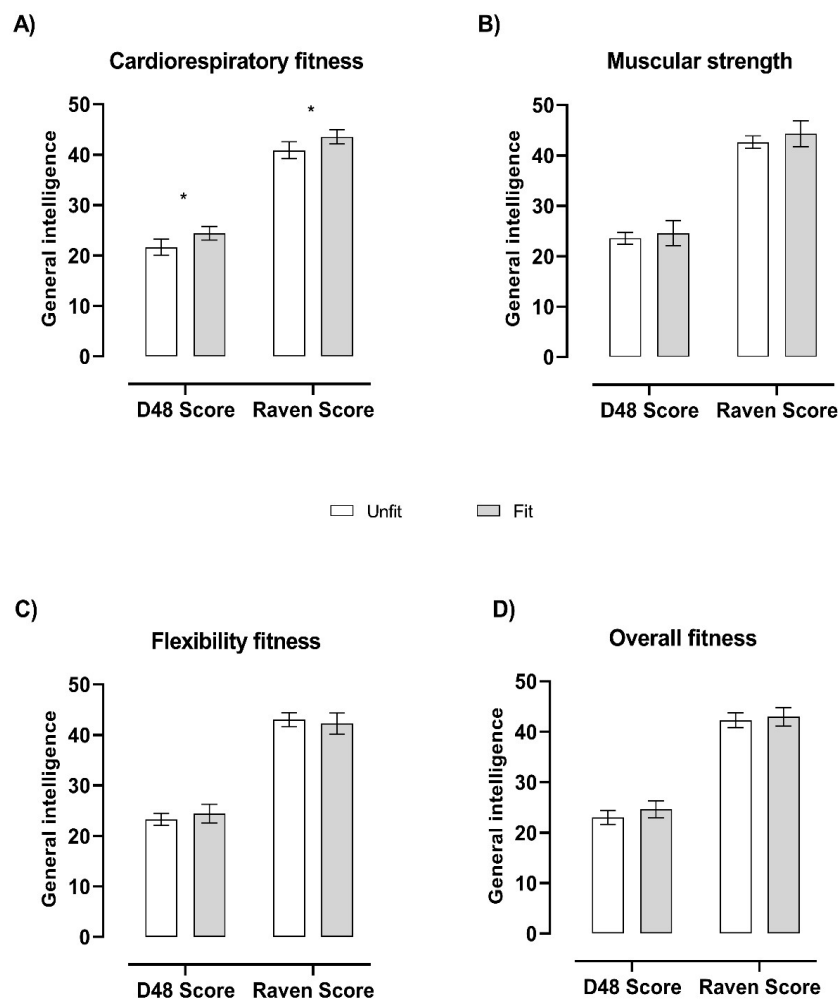 A)
Cardiorespiratory fitness
General intelligence
50
40
30
20
10
0
*
*
D48 Score Raven Score
B)
Muscular strength
General intelligence
50
40
30
20
10
0
D48 Score Raven Score
Unfit Fit
C)
Flexibility fitness
General intelligence
50
40
30
20
10
0
D48 Score Raven Score
D)
Overall fitness
General intelligence
50
40
30
20
10
0
D48 Score Raven Score